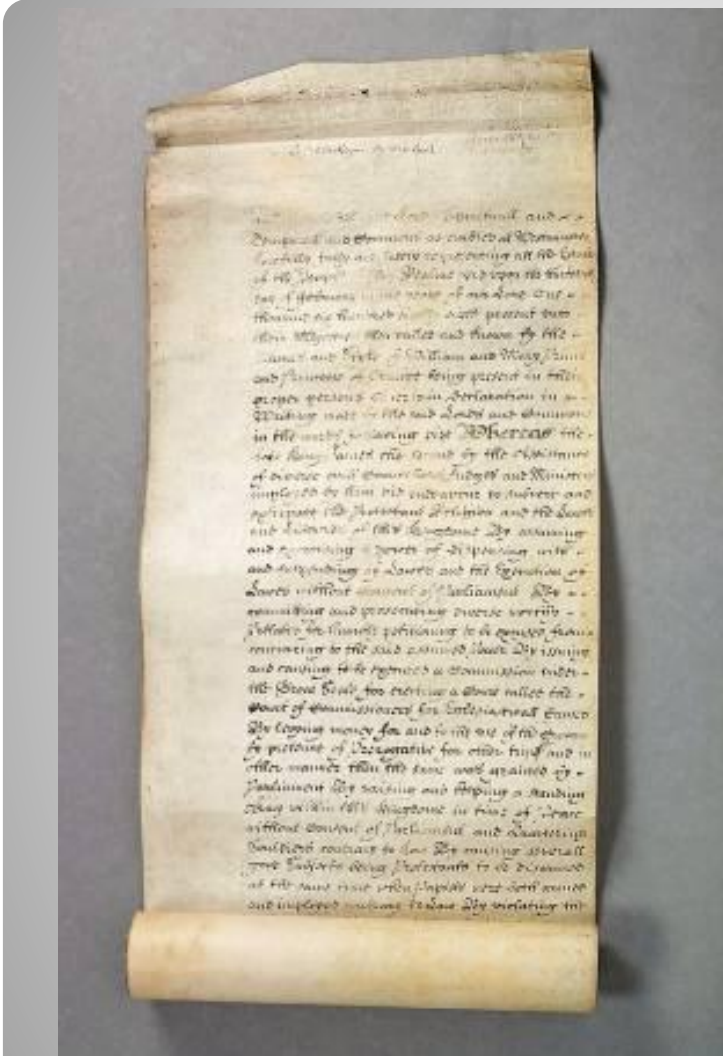 Lords Spirituall and
Temporall and Commons assembled at Westminster
lawfully fully and freely representing all the Estates
of the People of this Realme did upon the thirteenth
day of February in the yeare of our Lord One
thousand six hundred eighty eight present unto
their Majesties then called and known by the
names and Stile of William and Mary Prince
and Princesse of Orange being present in their
proper persons a certain Declaration in
Writing made by the said Lords and Commons
in the words following viz Whereas the
late King James the Second by the Assistance
of diverse evill Councellors Judges and Ministers
imployed by him did endeavour to subvert and
extirpate the Protestant Religion and the Lawes
and Liberties of this Kingdome By assuming
and exercising a power of dispensing with
and suspending of Lawes and the Execution of
Lawes without consent of Parliament By
committing and prosecuting diverse worthy
Prelates for humbly petitioning to be excused from
concurring to the said assumed Power By issuing
and causing to be executed a Commission under
the Great Seale for erecting a Court called the
Court of Commissioners for Ecclesiasticall Causes
By levying money for and to the use of the Crowne
by pretence of Prerogative for other time and in
other manner then the same was granted by
Parliament By raising and keeping a standing
Army within this Kingdome in time of Peace
without Consent of Parliament and Quartering
Souldiers contrary to Law By causing severall
good Subjects being Protestants to be disarmed
at the same time when Papists were both armed
and imployed contrary to Law By violating the